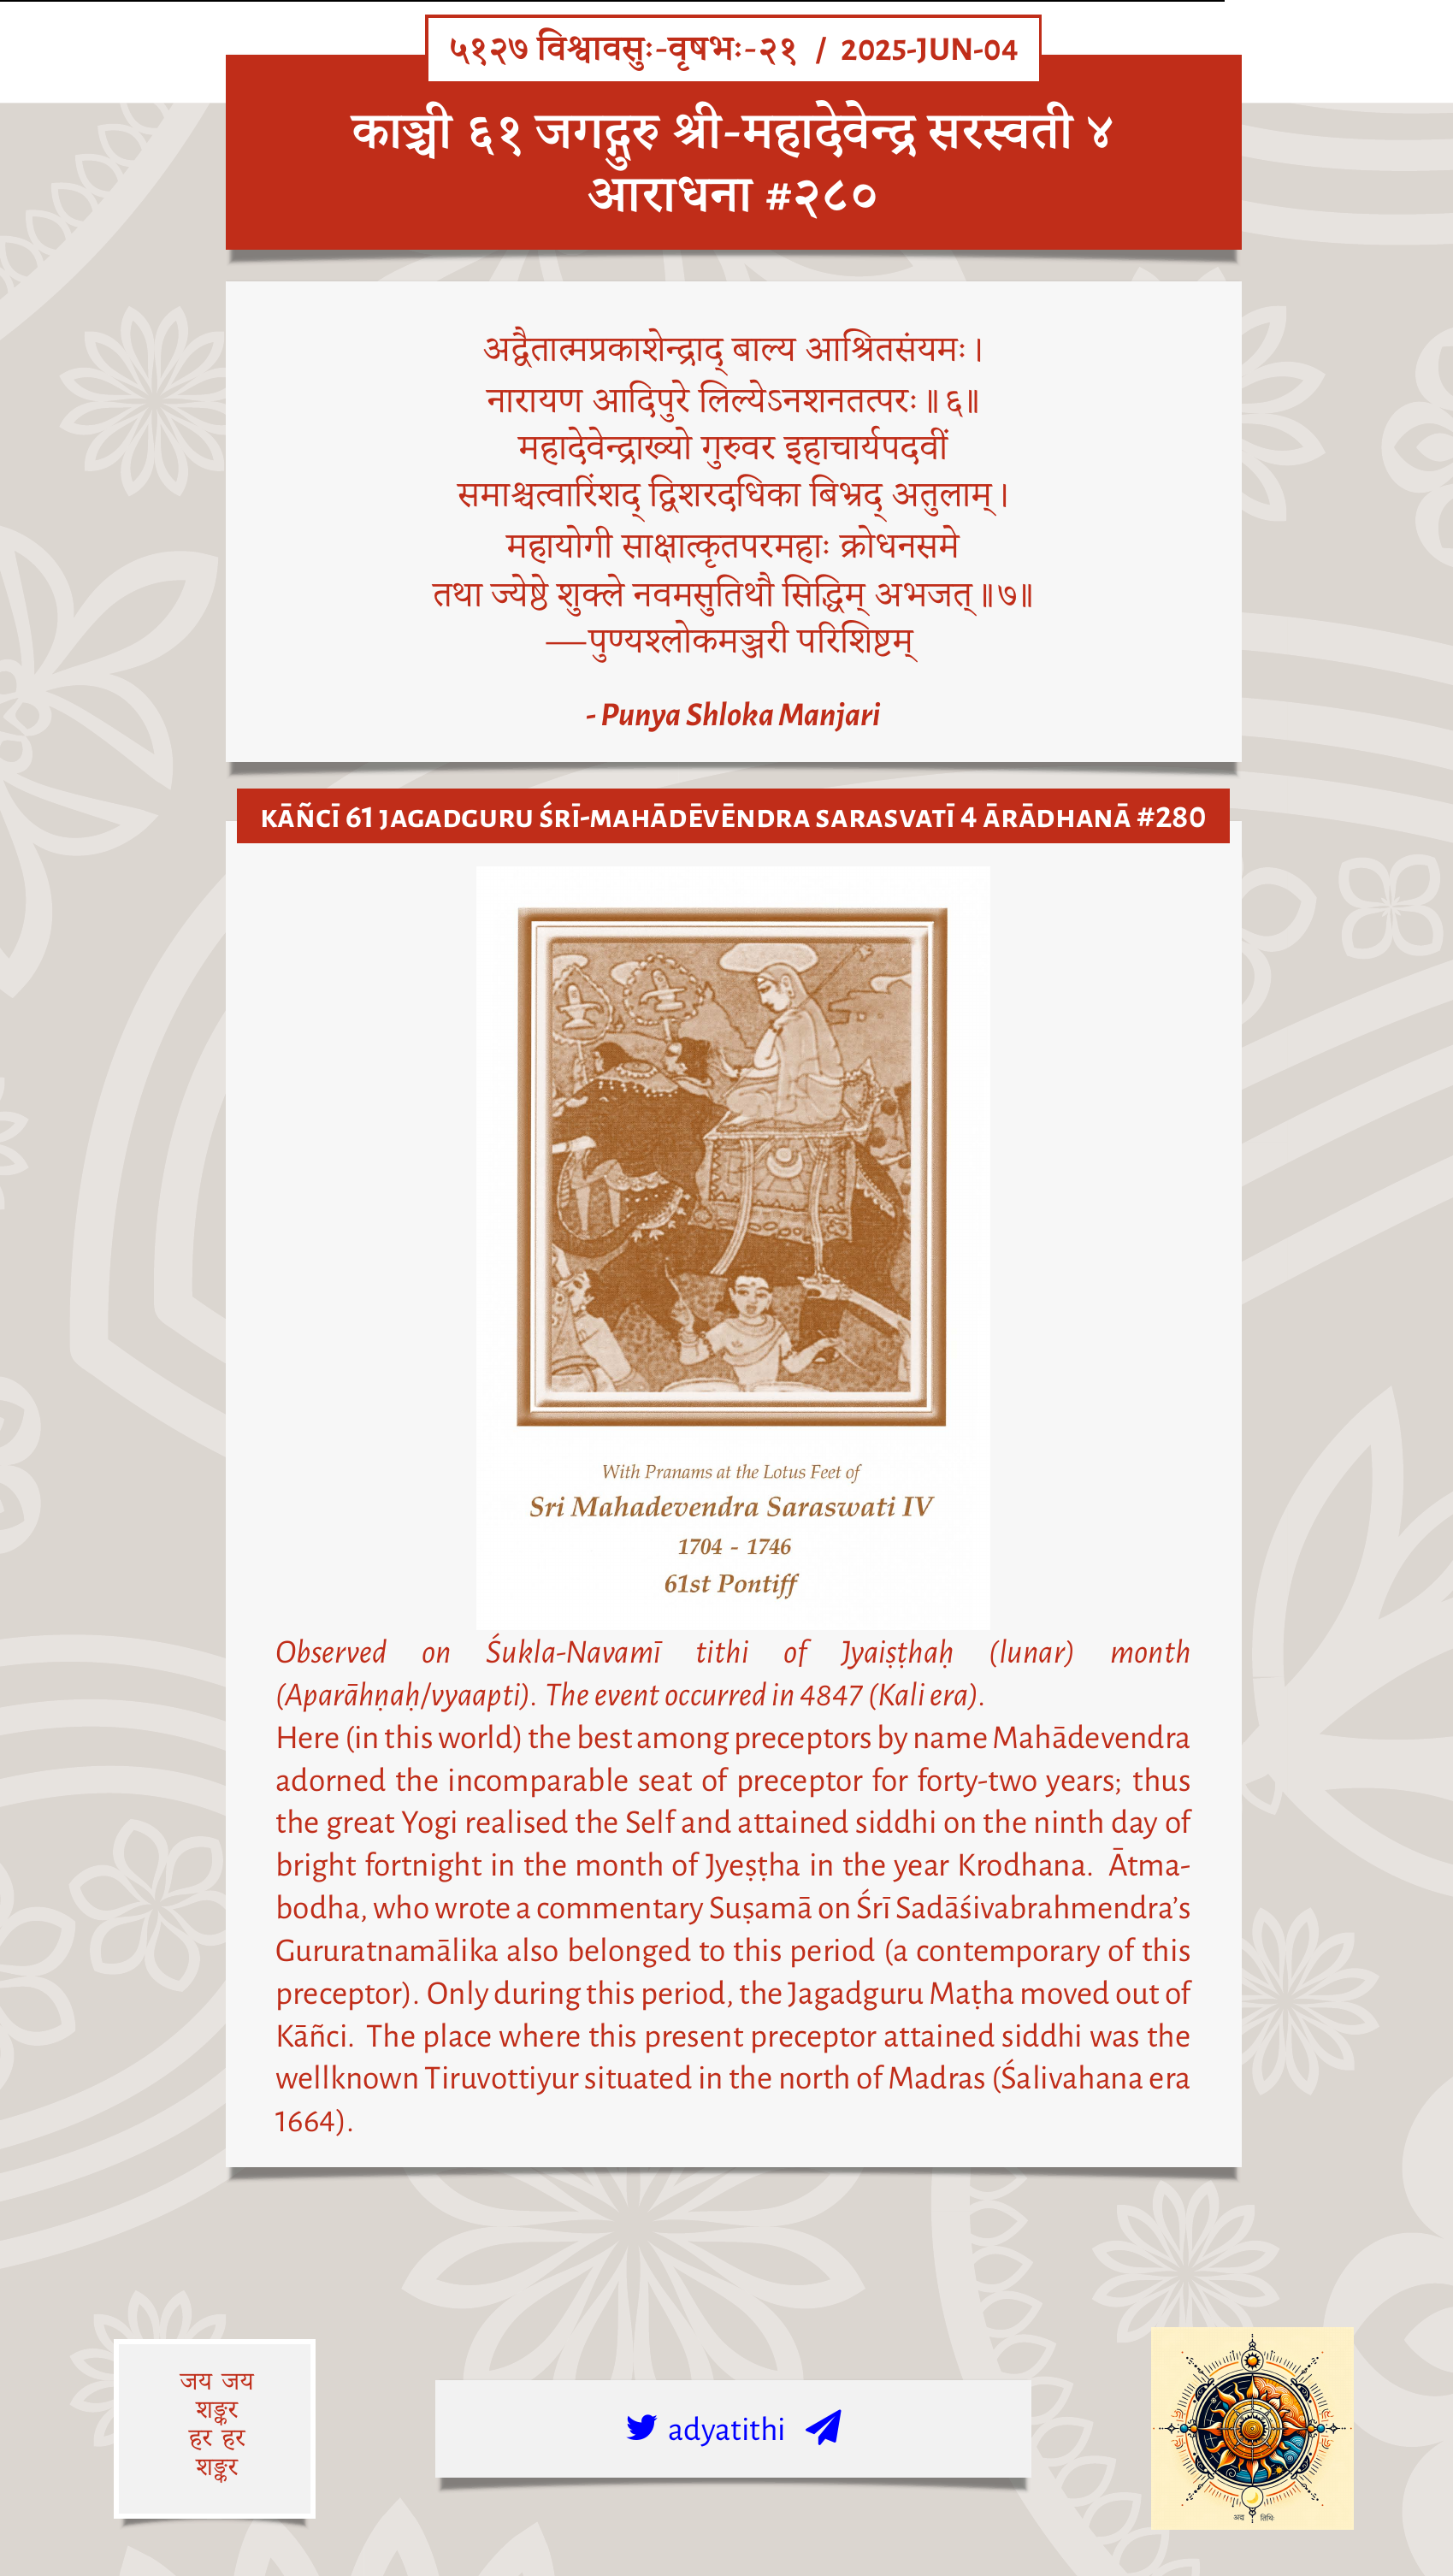 ५१२७ विश्वावसुः-वृषभः-२१ / 2025-JUN-04
काञ्ची ६१ जगद्गुरु श्री-महादेवेन्द्र सरस्वती ४
आराधना #२८०
अद्वैतात्मप्रकाशेन्द्राद् बाल्य आश्रितसंयमः।
नारायण आदिपुरे लिल्येऽनशनतत्परः॥६॥
महादेवेन्द्राख्यो गुरुवर इहाचार्यपदवीं
समाश्चत्वारिंशद् द्विशरदधिका बिभ्रद् अतुलाम्।
महायोगी साक्षात्कृतपरमहाः क्रोधनसमे
तथा ज्येष्ठे शुक्ले नवमसुतिथौ सिद्धिम् अभजत्॥७॥
—पुण्यश्लोकमञ्जरी परिशिष्टम्
- Punya Shloka Manjari
KĀÑCĪ 61 JAGADGURU ŚRĪ-MAHĀDĒVĒNDRA SARASVATĪ 4 ĀRĀDHANĀ #280
With Pranams at the Lotus Feet of
Sri Mahadevendra Saraswati IV
1704 - 1746
61st Pontiff
Observed on Śukla-Navamī tithi of Jyaiṣṭhaḥ (lunar) month
(Aparāhṇaḥ/vyaapti). The event occurred in 4847 (Kali era).
Here (in this world) the best among preceptors by name Mahādevendra
adorned the incomparable seat of preceptor for forty-two years; thus
the great Yogi realised the Self and attained siddhi on the ninth day of
bright fortnight in the month of Jyeṣṭha in the year Krodhana. Ātma-
bodha, who wrote a commentary Suṣamā on Śrī Sadāśivabrahmendra’s
Gururatnamālika also belonged to this period (a contemporary of this
preceptor). Only during this period, the Jagadguru Maṭha moved out of
Kāñci. The place where this present preceptor attained siddhi was the
wellknown Tiruvottiyur situated in the north of Madras (Śalivahana era
1664).
जय जय
शङ्कर
हर हर
शङ्कर
adyatithi
अद्य तिथिः